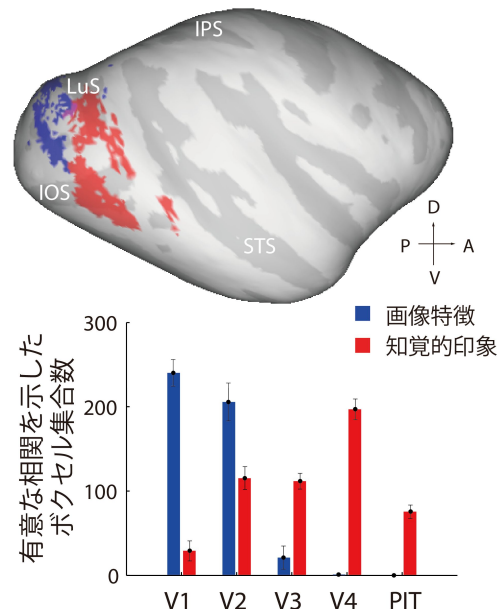 IPS
LuS
IOS
STS
D
P
A
V
画像特徴
知覚的印象
有意な相関を示した
ボクセル集合数
300
200
100
0
V1 V2 V3 V4 PIT